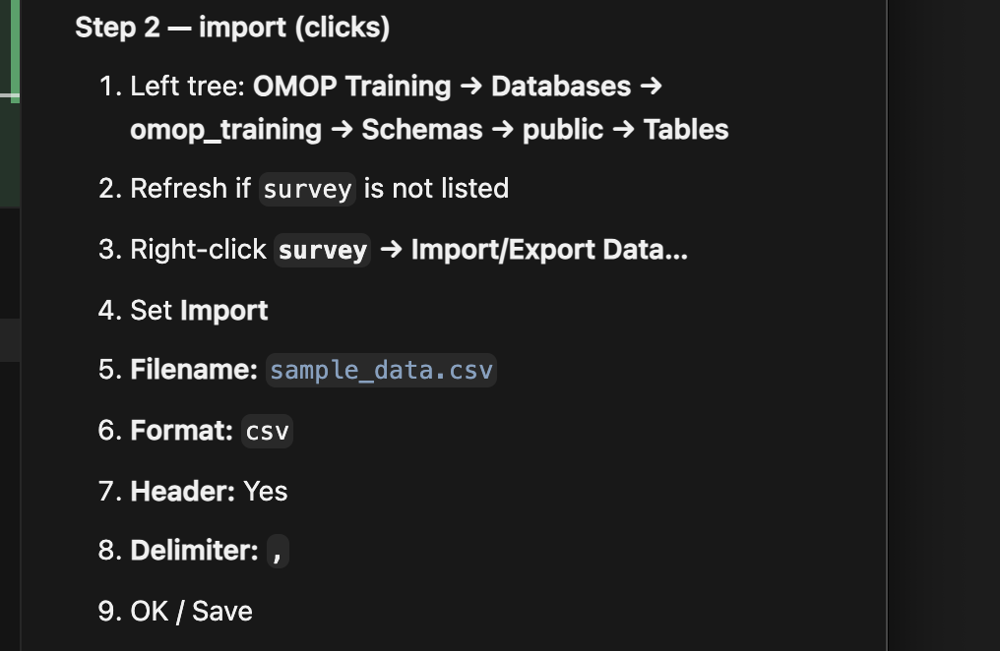 Step 2 — import (clicks)
1. Left tree: OMOP Training → Databases →
omop_training → Schemas → public → Tables
2. Refresh if survey is not listed
3. Right-click survey → Import/Export Data...
4. Set Import
5. Filename: sample_data.csv
6. Format: csv
7. Header: Yes
8. Delimiter: ,
9. OK / Save